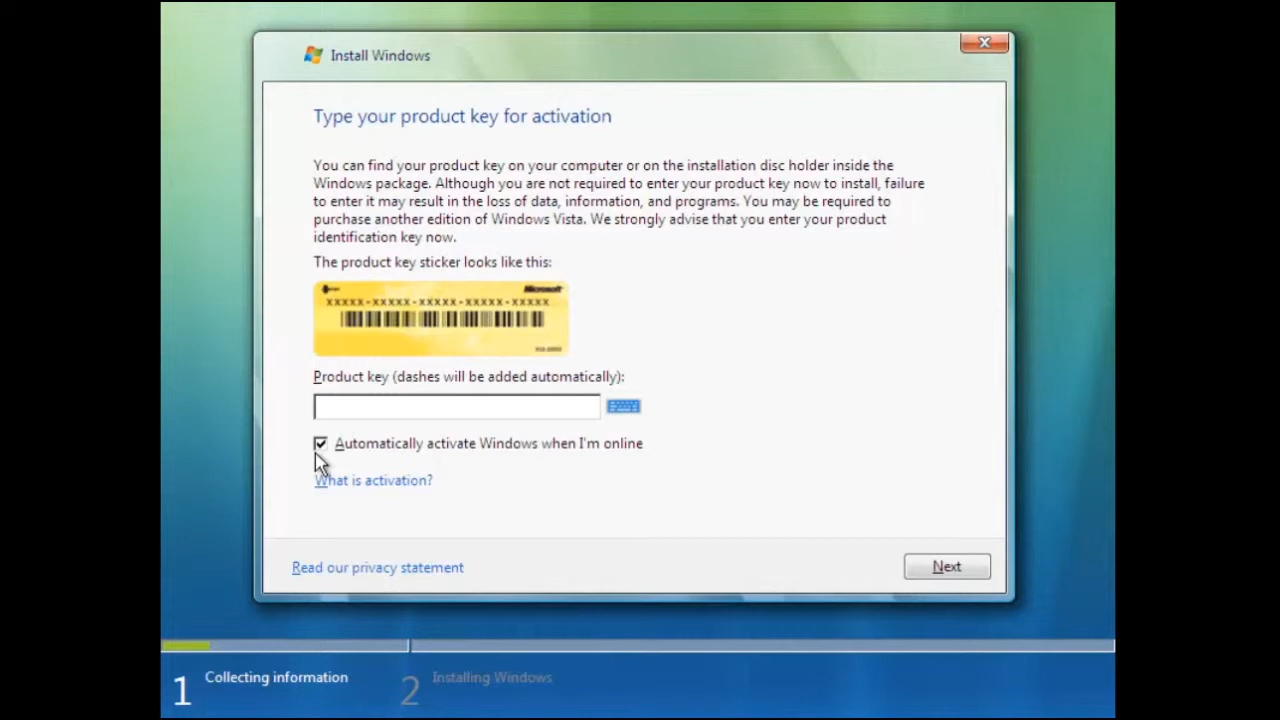 Install Windows
Type your product key for activation
You can find your product key on your computer or on the installation disc holder inside the
Windows package. Although you are not required to enter your product key now to install, failure
to enter it may result in the loss of data, information, and programs. You may be required to
purchase another edition of Windows Vista. We strongly advise that you enter your product
identification key now.
The product key sticker looks like this:
Microsoft
XXXXX-XXXXX-XXXXX-XXXXX-XXXXX
Product key (dashes will be added automatically):
Automatically activate Windows when I'm online
What is activation?
Read our privacy statement
Next
1 Collecting information
2 Installing Windows